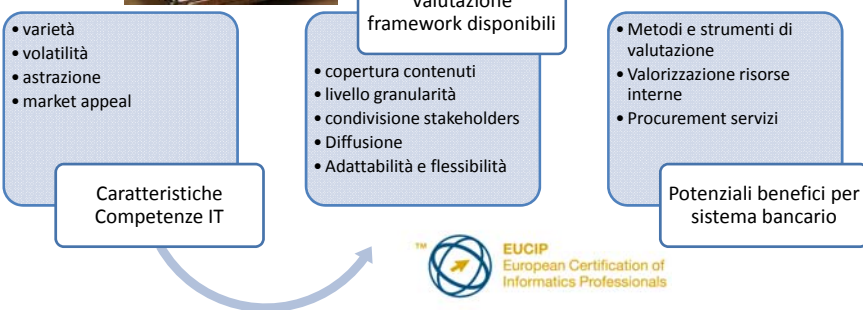 • varietà
• volatilità
• astrazione
• market appeal
Caratteristiche
Competenze IT
valutazione
framework disponibili
• copertura contenuti
• livello granularità
• condivisione stakeholders
• Diffusione
• Adattabilità e flessibilità
• Metodi e strumenti di
valutazione
• Valorizzazione risorse
interne
• Procurement servizi
Potenziali benefici per
sistema bancario
™
EUCIP
European Certification of
Informatics Professionals